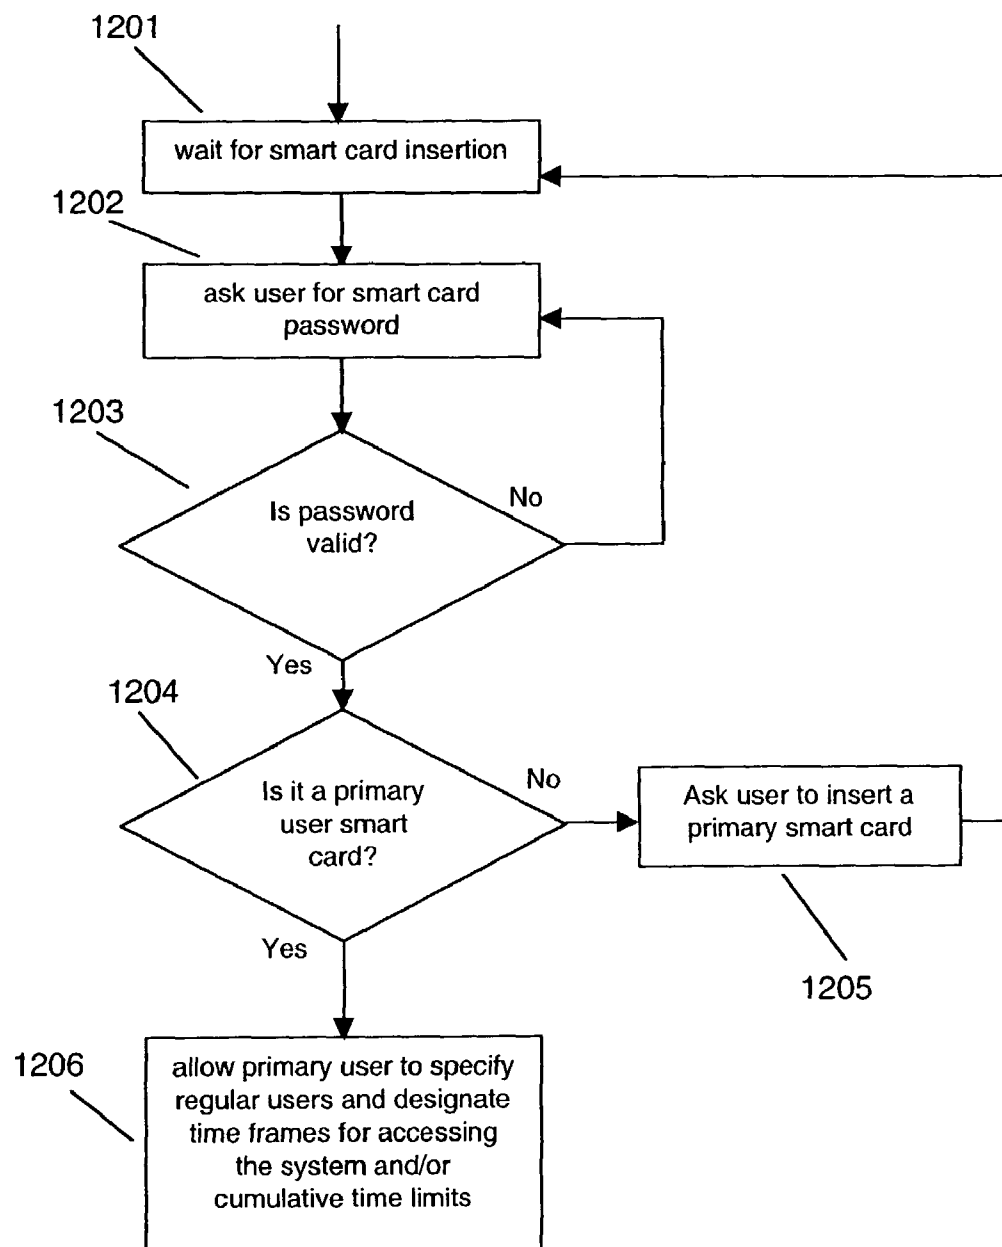 1201
wait for smart card insertion
1202
ask user for smart card
password
1203
Is password
valid?
No
Yes
1204
Is it a primary
user smart
card?
No
Ask user to insert a
primary smart card
1205
Yes
1206
allow primary user to specify
regular users and designate
time frames for accessing
the system and/or
cumulative time limits